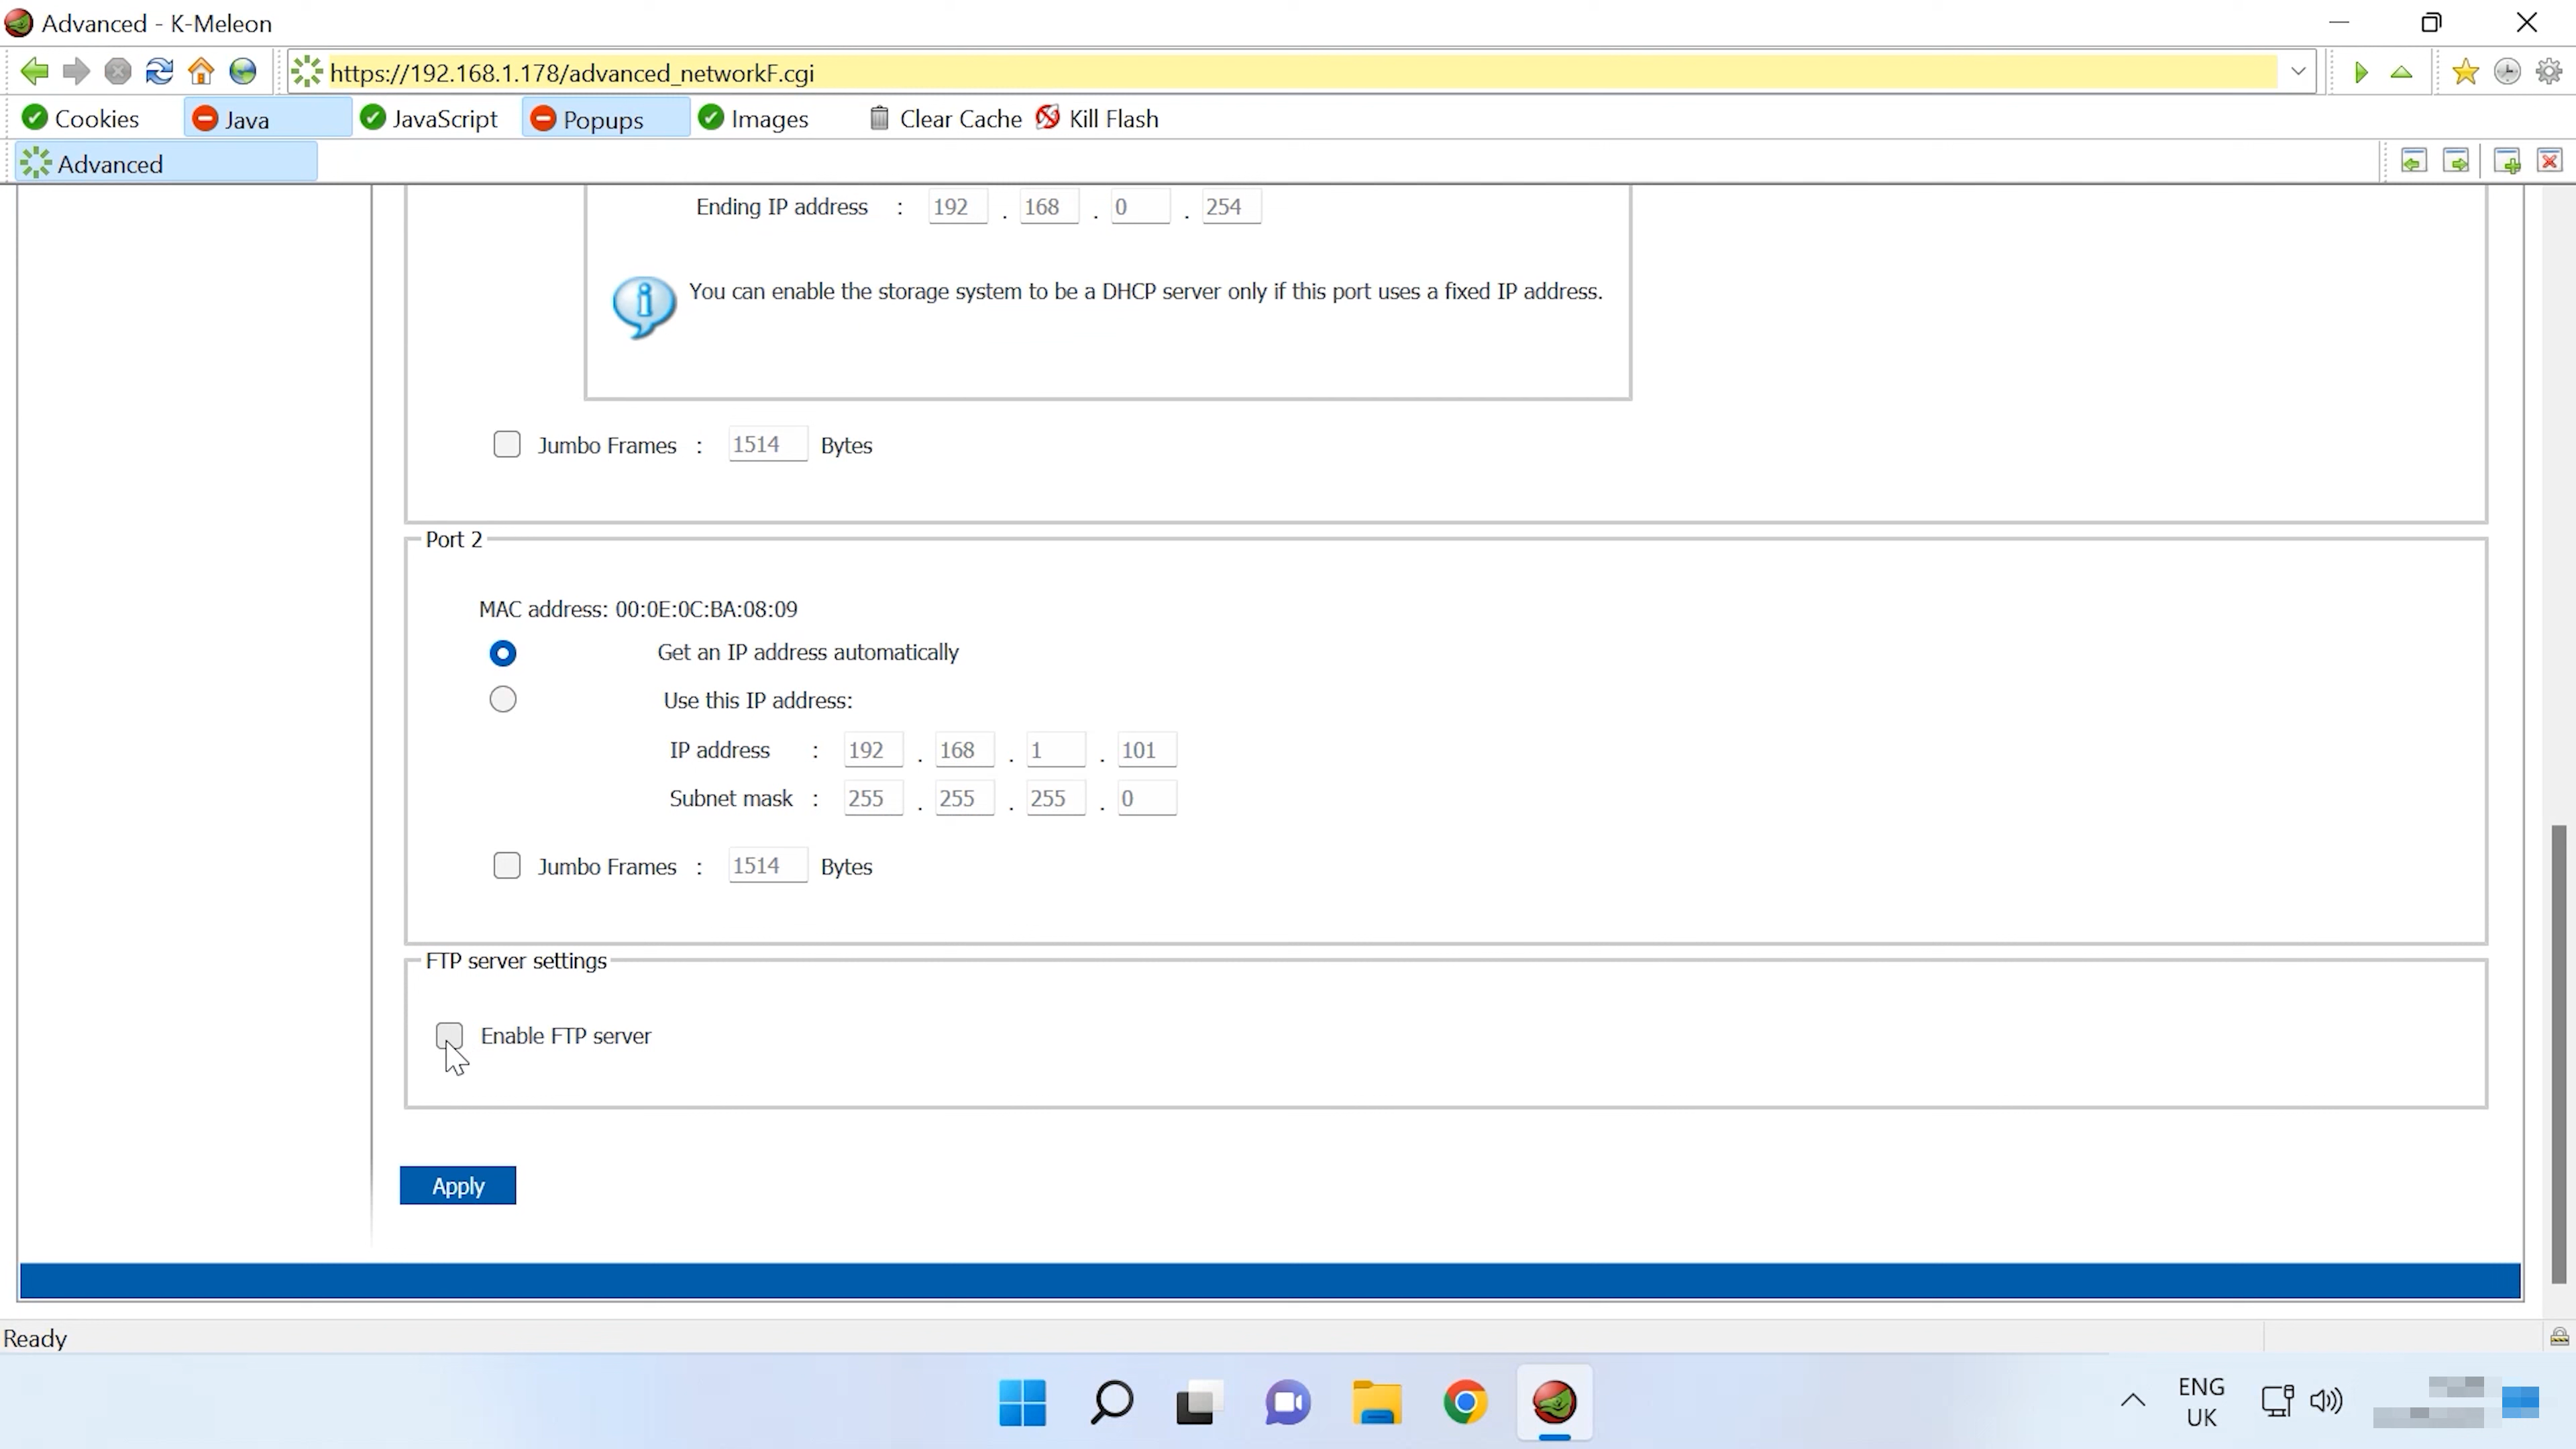 Advanced - K-Meleon
https://192.168.1.178/advanced_networkF.cgi
Cookies Java JavaScript Popups Images Clear Cache Kill Flash
Advanced
Ending IP address : 192 . 168 . 0 . 254
You can enable the storage system to be a DHCP server only if this port uses a fixed IP address.
Jumbo Frames : 1514 Bytes
Port 2
MAC address: 00:0E:0C:BA:08:09
Get an IP address automatically
Use this IP address:
IP address : 192 . 168 . 1 . 101
Subnet mask : 255 . 255 . 255 . 0
Jumbo Frames : 1514 Bytes
FTP server settings
Enable FTP server
Apply
Ready
ENG
UK